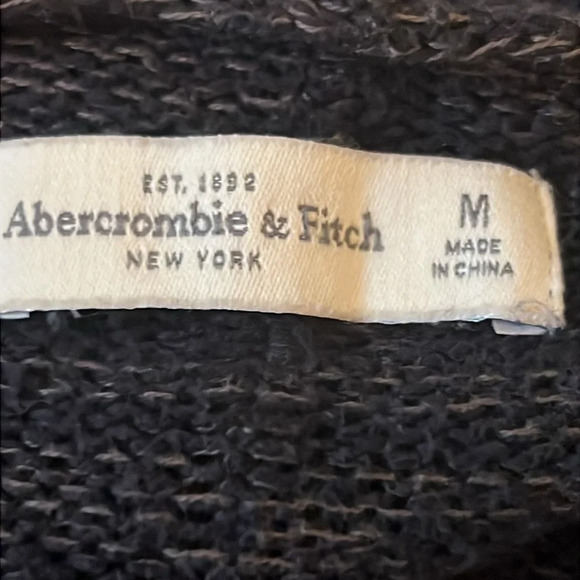 EST. 1892
Abercrombie & Fitch
NEW YORK
M
MADE
IN CHINA